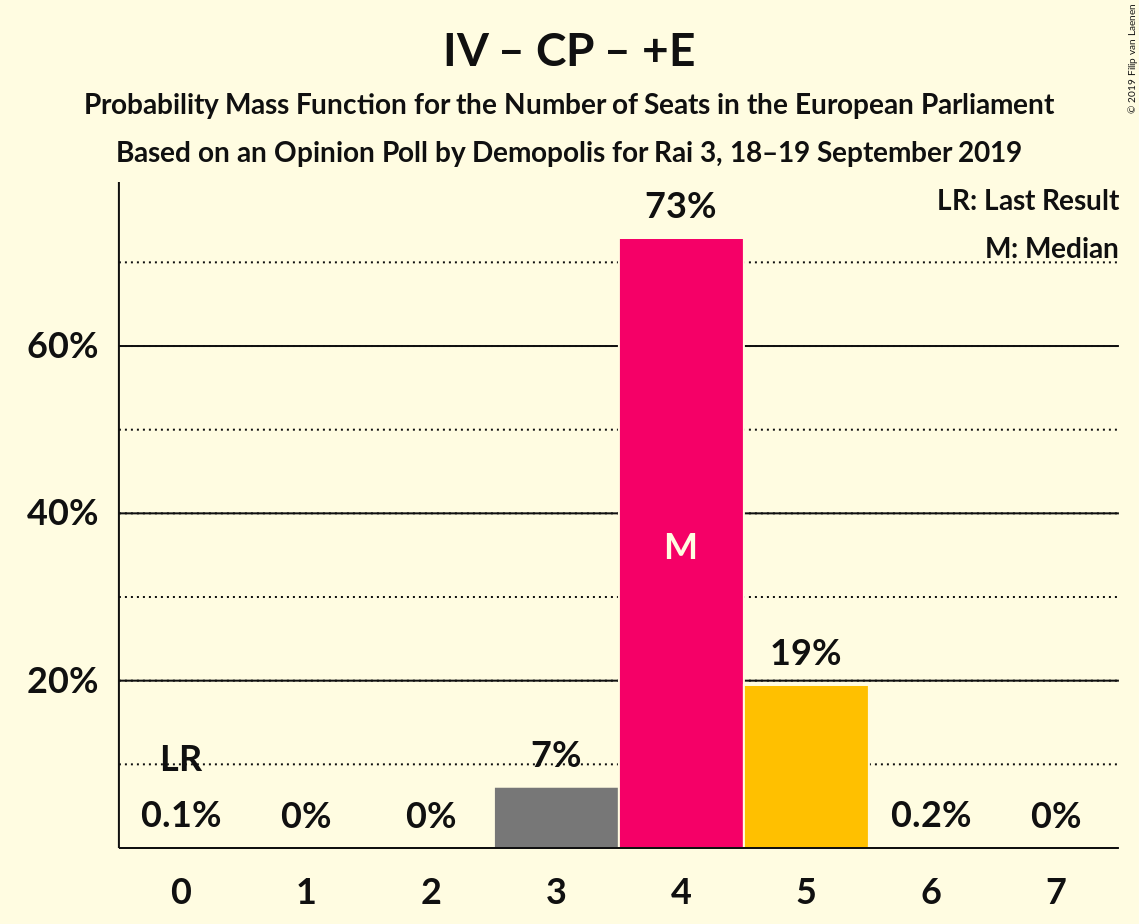 IV – CP – +E
Probability Mass Function for the Number of Seats in the European Parliament
Based on an Opinion Poll by Demopolis for Rai 3, 18–19 September 2019
© 2019 Filip van Laenen
LR: Last Result
M: Median
73%
60%
40%
M
19%
20%
LR
7%
0.1%
0%
0%
0.2%
0%
0 1 2 3 4 5 6 7